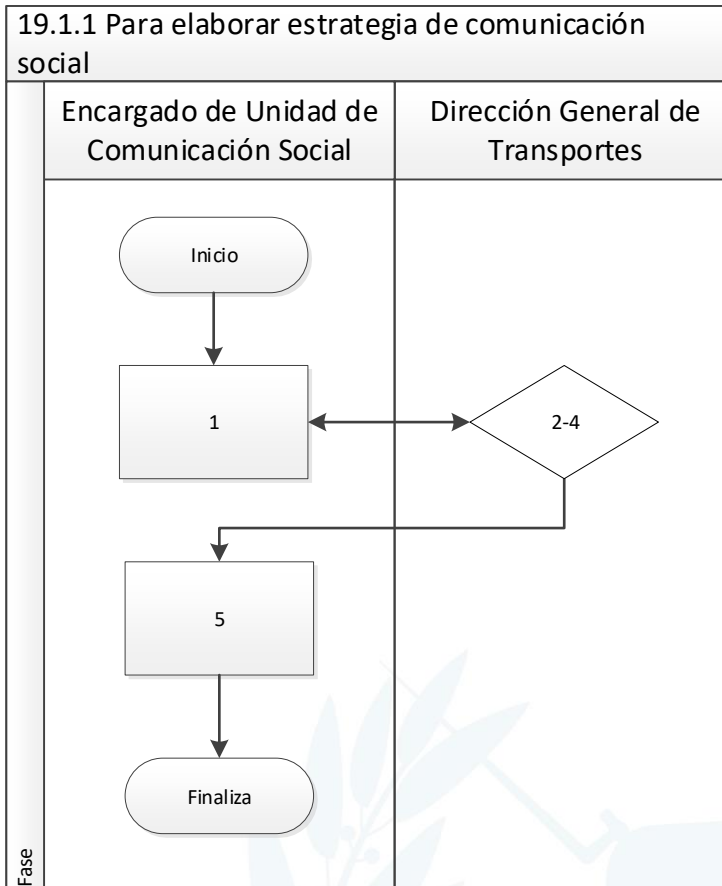 19.1.1 Para elaborar estrategia de comunicación
social
Encargado de Unidad de
Comunicación Social
Dirección General de
Transportes
Inicio
1
2-4
5
Finaliza
Fase